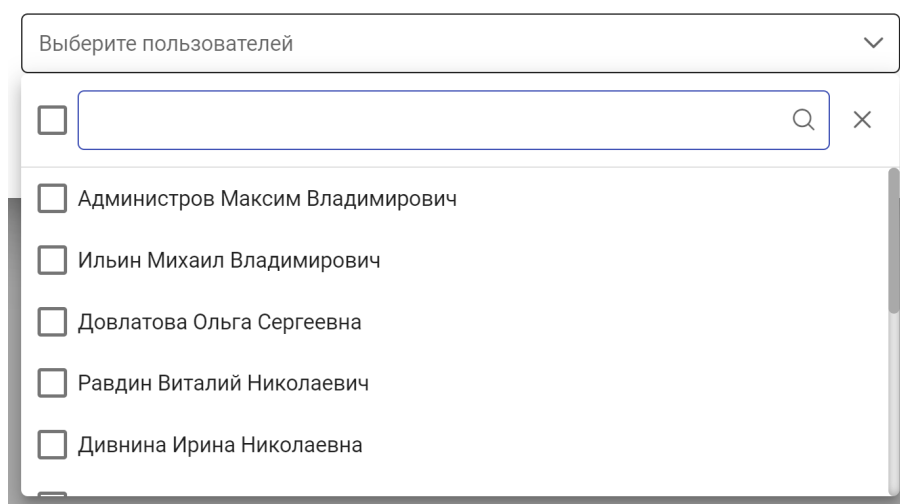 Выберите пользователей
Администров Максим Владимирович
Ильин Михаил Владимирович
Довлатова Ольга Сергеевна
Равдин Виталий Николаевич
Дивнина Ирина Николаевна